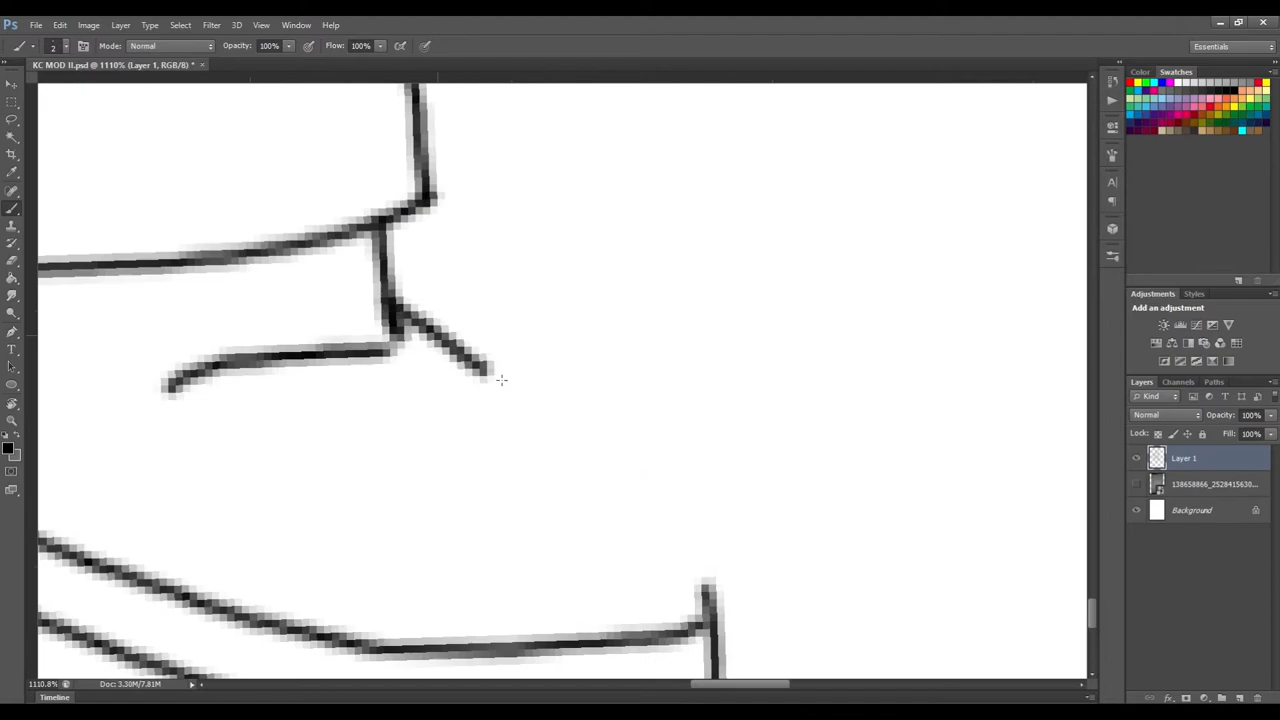 Ps File Edit Image Layer Type Select Filter 3D View Window Help
2 Mode: Normal Opacity: 100% Flow: 100% Essentials
KC MOD II.psd @ 1110% (Layer 1, RGB/8) * ×
Color Swatches
Adjustments Styles
Add an adjustment
Layers Channels Paths
Kind
Normal Opacity: 100%
Lock: Fill: 100%
Layer 1
138658866_2528415630...
Background
1110.8% Doc: 3.30M/7.81M
Timeline